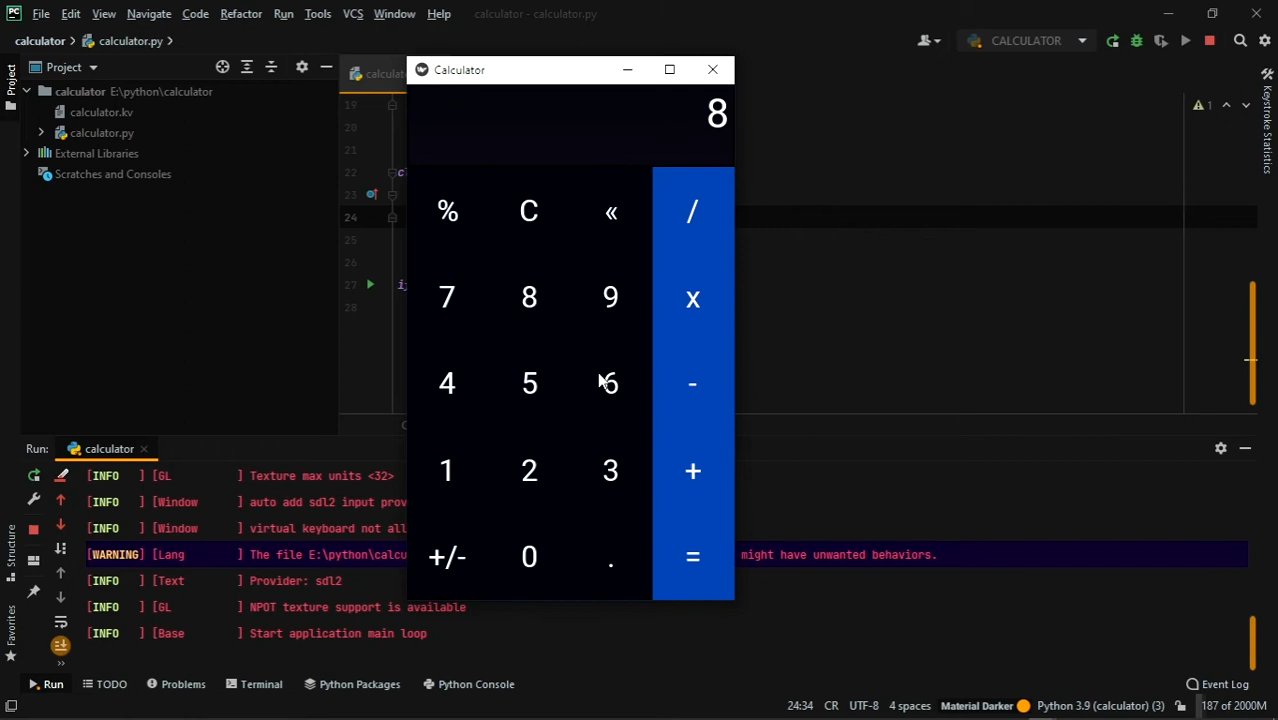 PC File Edit View Navigate Code Refactor Run Tools VCS Window Help calculator - calculator.py
calculator calculator.py CALCULATOR
Project
calculator E:\python\calculator
calculator.kv
calculator.py
External Libraries
Scratches and Consoles
Project
Structure
Favorites
Keystroke Statistics
1
19
20
21
22
23
24
25
26
27
28
Calculator
8
% C « /
7 8 9 x
4 5 6 -
1 2 3 +
+/- 0 . =
Run: calculator
[INFO ] [GL ] Texture max units <32>
[INFO ] [Window ] auto add sdl2 input
[INFO ] [Window ] virtual keyboard not
[WARNING] [Lang ] The file E:\python\calcu might have unwanted behaviors.
[INFO ] [Text ] Provider: sdl2
[INFO ] [GL ] NPOT texture support is available
[INFO ] [Base ] Start application main loop
Run TODO Problems Terminal Python Packages Python Console Event Log
24:34 CR UTF-8 4 spaces Material Darker Python 3.9 (calculator) (3) 187 of 2000M